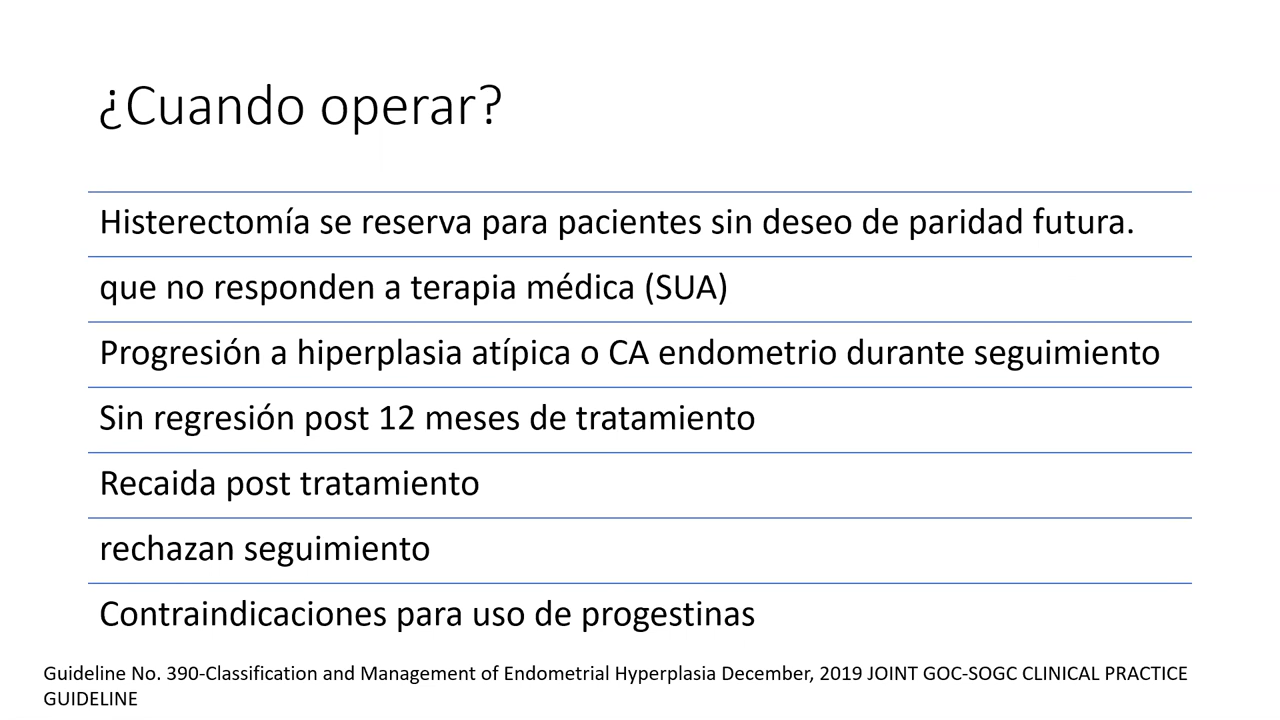 ¿Cuando operar?
Histerectomía se reserva para pacientes sin deseo de paridad futura.
que no responden a terapia médica (SUA)
Progresión a hiperplasia atípica o CA endometrio durante seguimiento
Sin regresión post 12 meses de tratamiento
Recaida post tratamiento
rechazan seguimiento
Contraindicaciones para uso de progestinas
Guideline No. 390-Classification and Management of Endometrial Hyperplasia December, 2019 JOINT GOC-SOGC CLINICAL PRACTICE
GUIDELINE